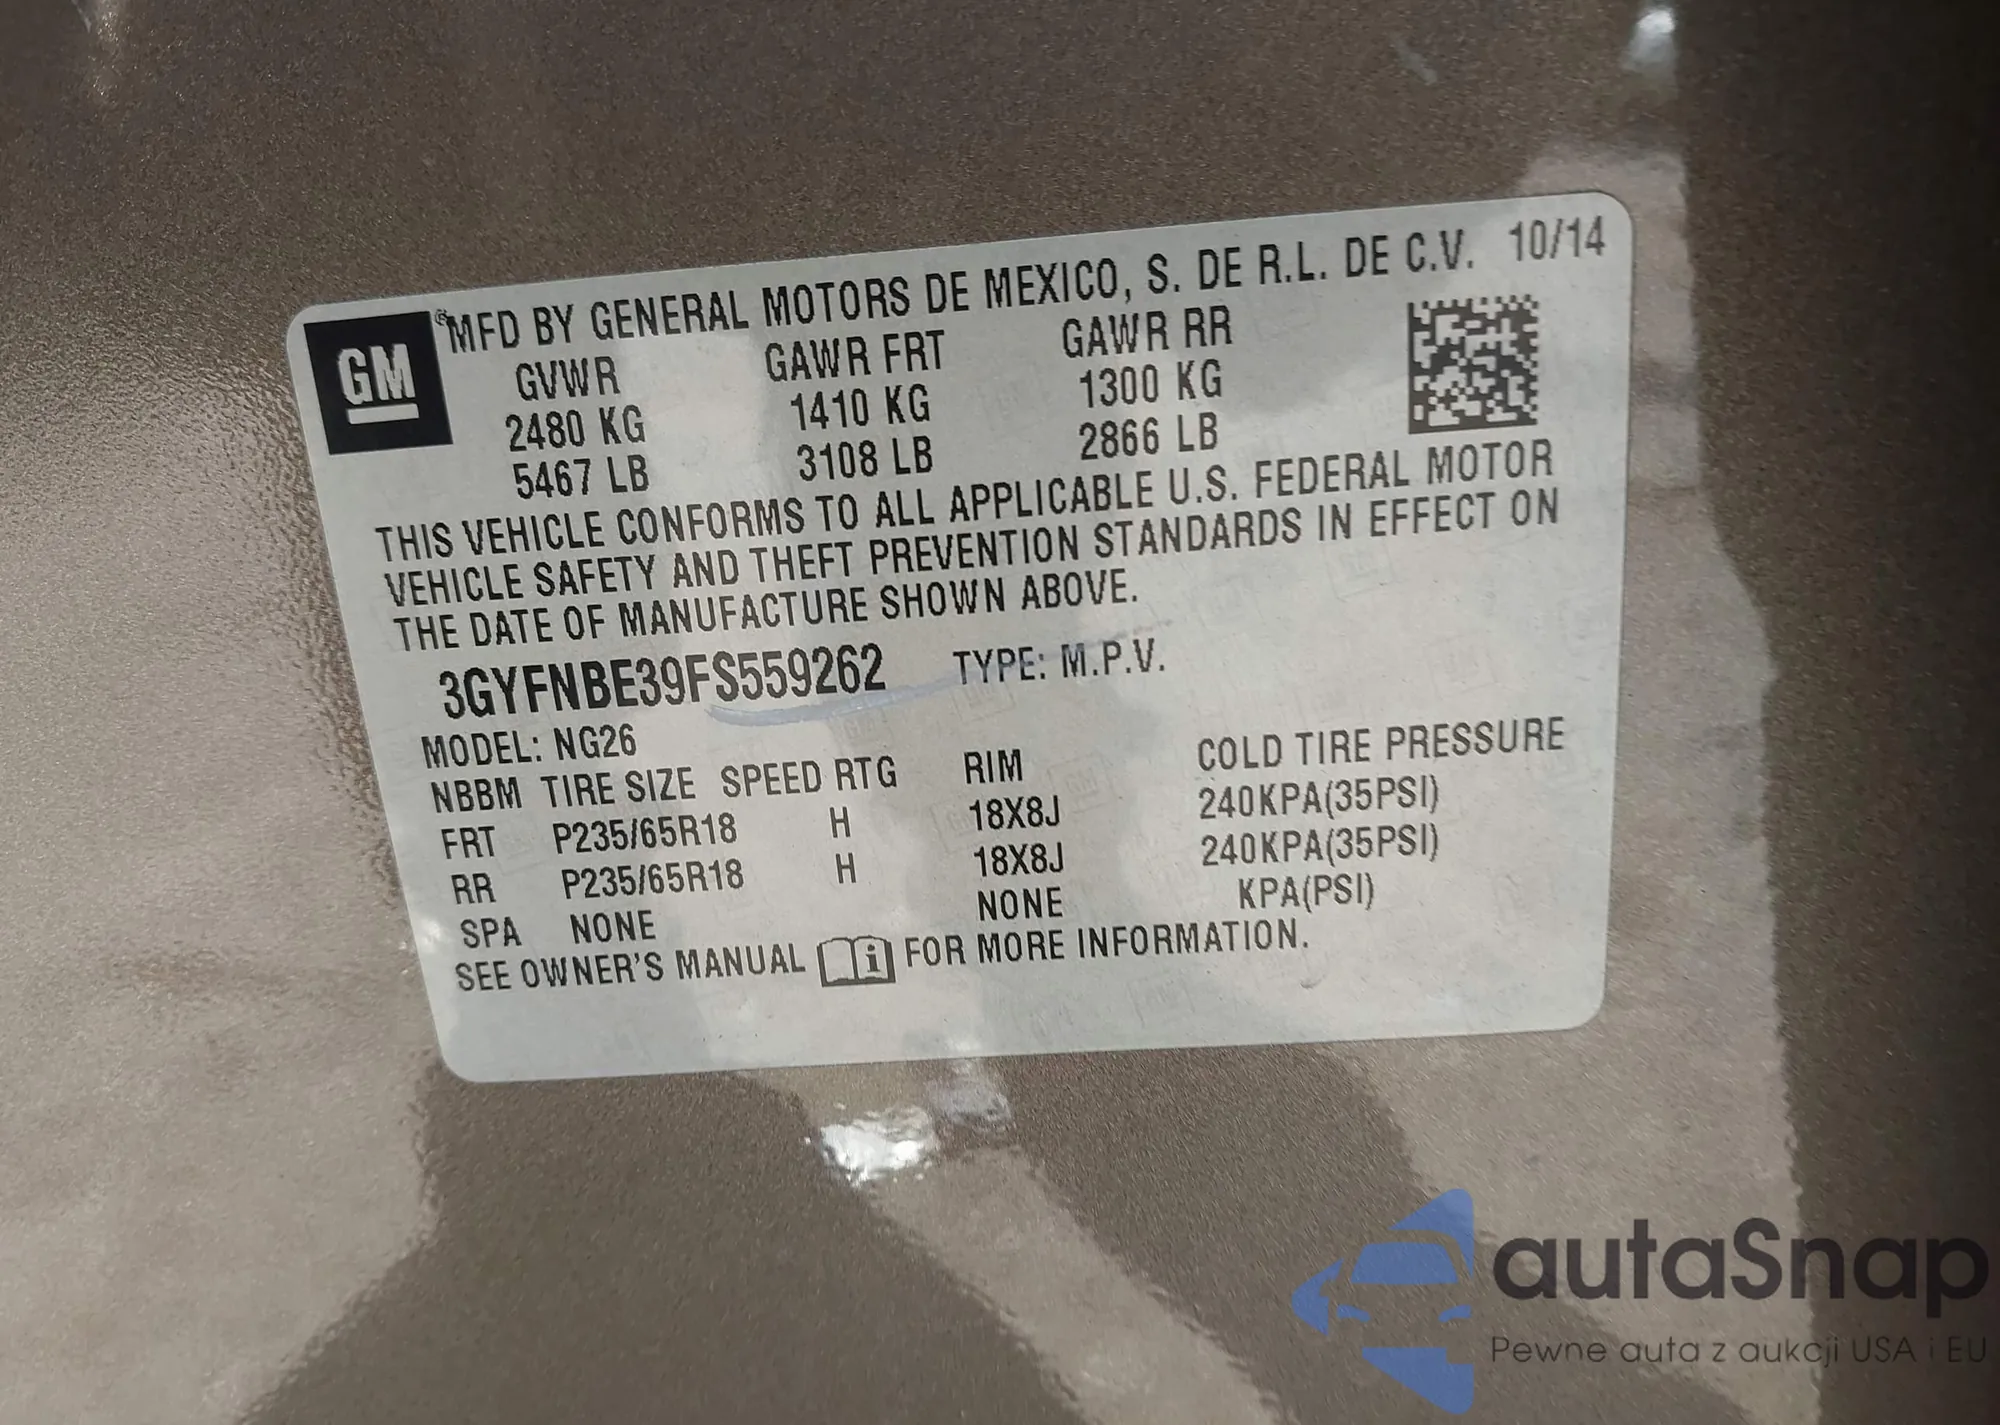 GM
MFD BY GENERAL MOTORS DE MEXICO, S. DE R.L. DE C.V. 10/14
GVWR GAWR FRT GAWR RR
2480 KG 1410 KG 1300 KG
5467 LB 3108 LB 2866 LB
THIS VEHICLE CONFORMS TO ALL APPLICABLE U.S. FEDERAL MOTOR
VEHICLE SAFETY AND THEFT PREVENTION STANDARDS IN EFFECT ON
THE DATE OF MANUFACTURE SHOWN ABOVE.
3GYFNBE39FS559262 TYPE: M.P.V.
MODEL: NG26
NBBM TIRE SIZE SPEED RTG RIM COLD TIRE PRESSURE
FRT P235/65R18 H 18X8J 240KPA(35PSI)
RR P235/65R18 H 18X8J 240KPA(35PSI)
SPA NONE NONE KPA(PSI)
SEE OWNER'S MANUAL i FOR MORE INFORMATION.
autaSnap
Pewne auta z aukcji USA i EU